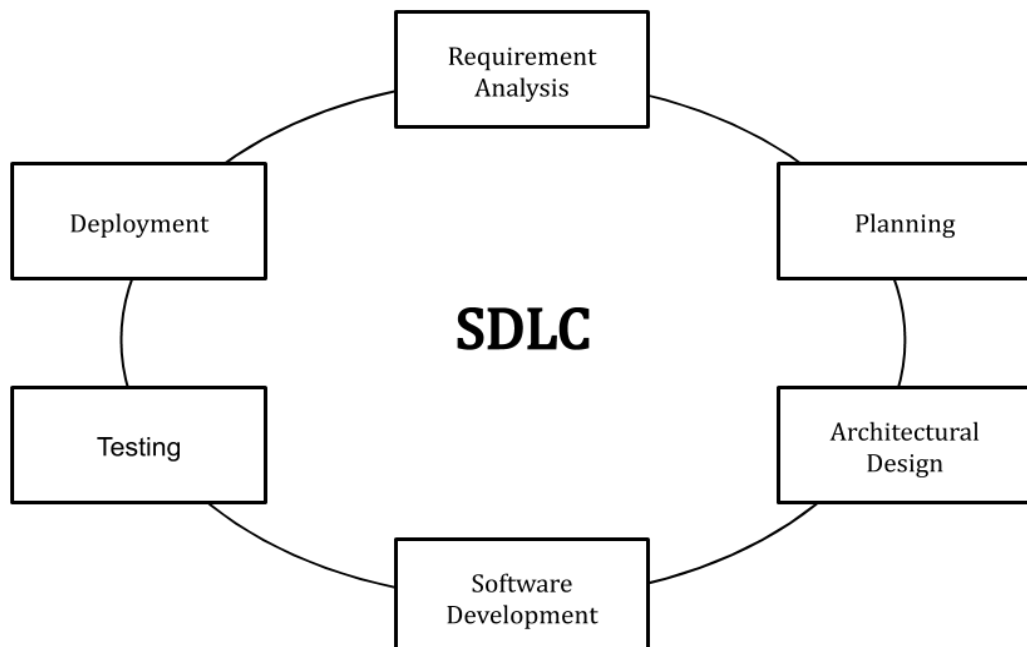 Requirement
Analysis
Deployment
Planning
SDLC
Testing
Architectural
Design
Software
Development